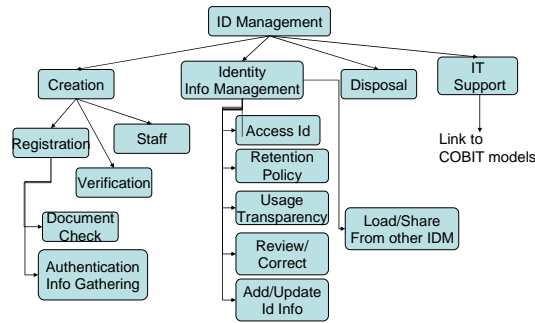 ID Management
Creation
Identity
Info Management
Disposal
IT
Support
Registration
Staff
Verification
Document
Check
Authentication
Info Gathering
Access Id
Retention
Policy
Usage
Transparency
Review/
Correct
Add/Update
Id Info
Load/Share
From other IDM
Link to
COBIT models